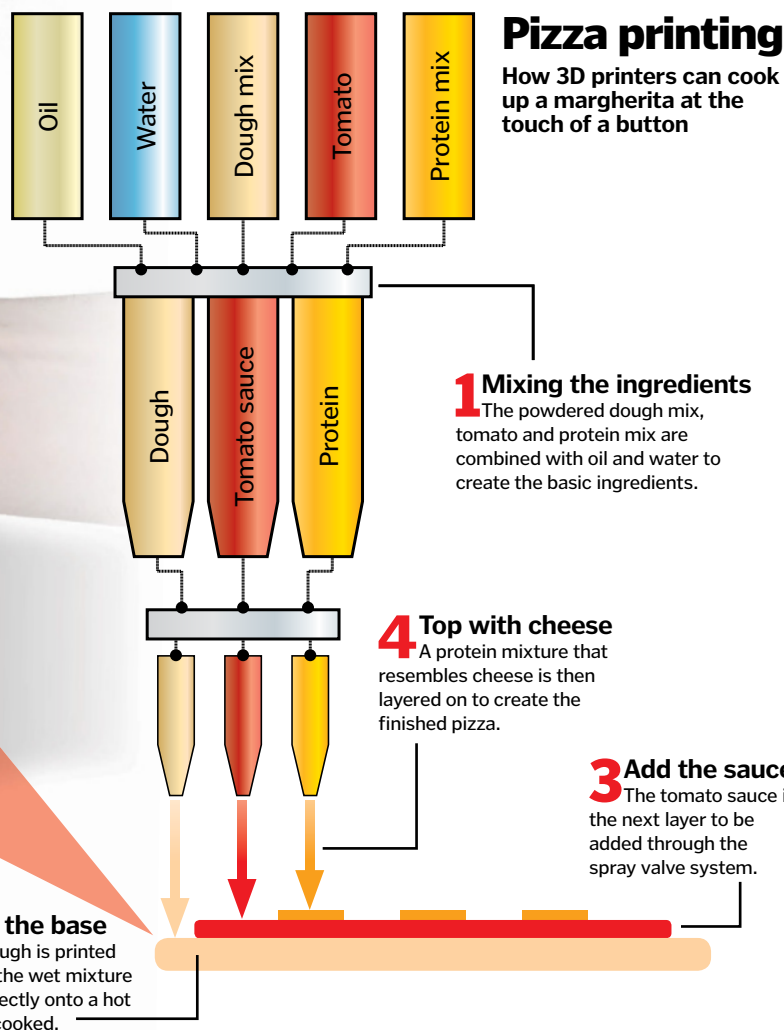 Pizza printing
How 3D printers can cook
up a margherita at the
touch of a button
Oil
Water
Dough mix
Tomato
Protein mix
Dough
Tomato sauce
Protein
1 Mixing the ingredients
The powdered dough mix,
tomato and protein mix are
combined with oil and water to
create the basic ingredients.
4 Top with cheese
A protein mixture that
resembles cheese is then
layered on to create the
finished pizza.
3 Add the sauce
The tomato sauce i
the next layer to be
added through the
spray valve system.
the base
ugh is printed
the wet mixture
ectly onto a hot
cooked.